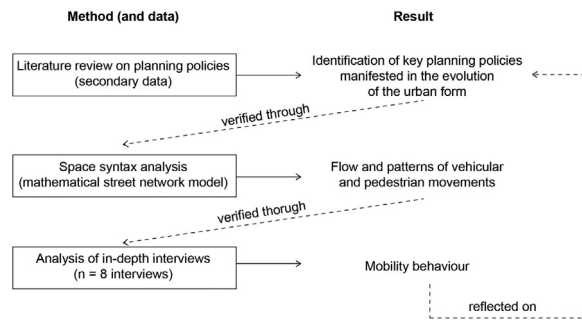 Method (and data)
Result
Literature review on planning policies
(secondary data)
Identification of key planning policies
manifested in the evolution
of the urban form
verified through
Space syntax analysis
(mathematical street network model)
Flow and patterns of vehicular
and pedestrian movements
verified thorugh
Analysis of in-depth interviews
(n = 8 interviews)
Mobility behaviour
reflected on